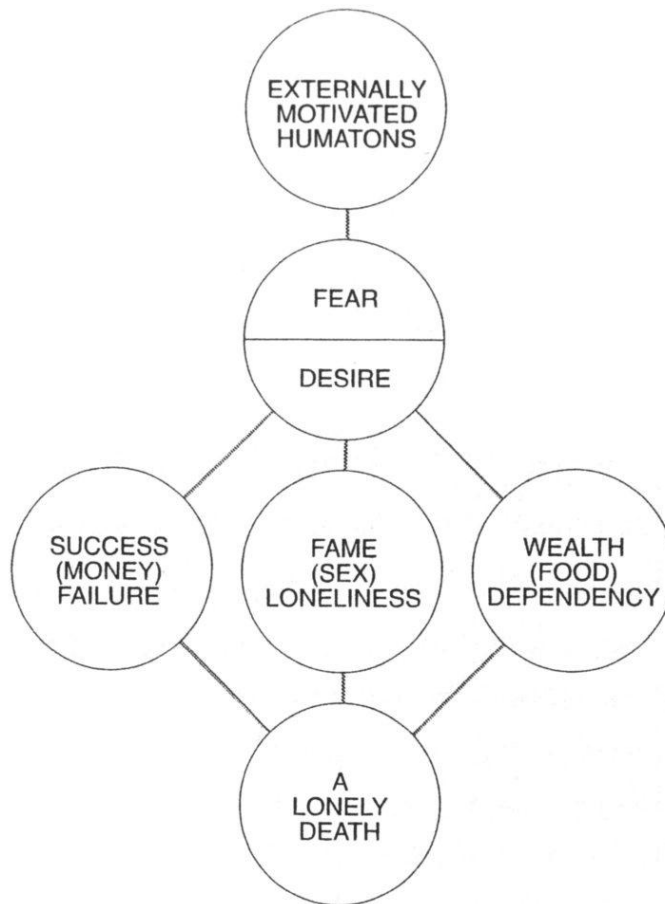 EXTERNALLY
MOTIVATED
HUMATONS
FEAR
DESIRE
SUCCESS
(MONEY)
FAILURE
FAME
(SEX)
LONELINESS
WEALTH
(FOOD)
DEPENDENCY
A
LONELY
DEATH